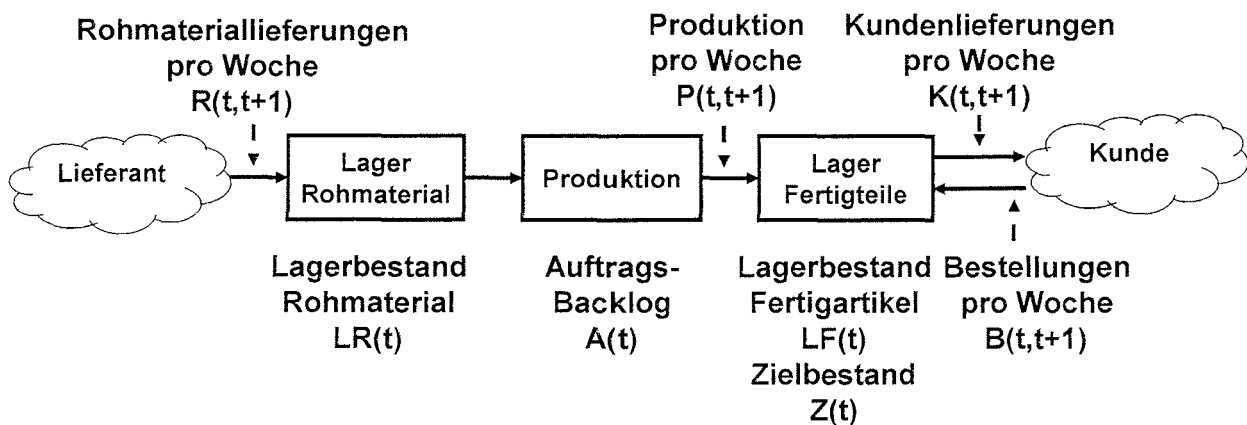 Rohmateriallieferungen
pro Woche
R(t,t+1)
Produktion
pro Woche
P(t,t+1)
Kundenlieferungen
pro Woche
K(t,t+1)
Lieferant
Lager
Rohmaterial
Produktion
Lager
Fertigteile
Kunde
Lagerbestand
Rohmaterial
LR(t)
Auftrags-
Backlog
A(t)
Lagerbestand
Fertigartikel
LF(t)
Zielbestand
Z(t)
Bestellungen
pro Woche
B(t,t+1)